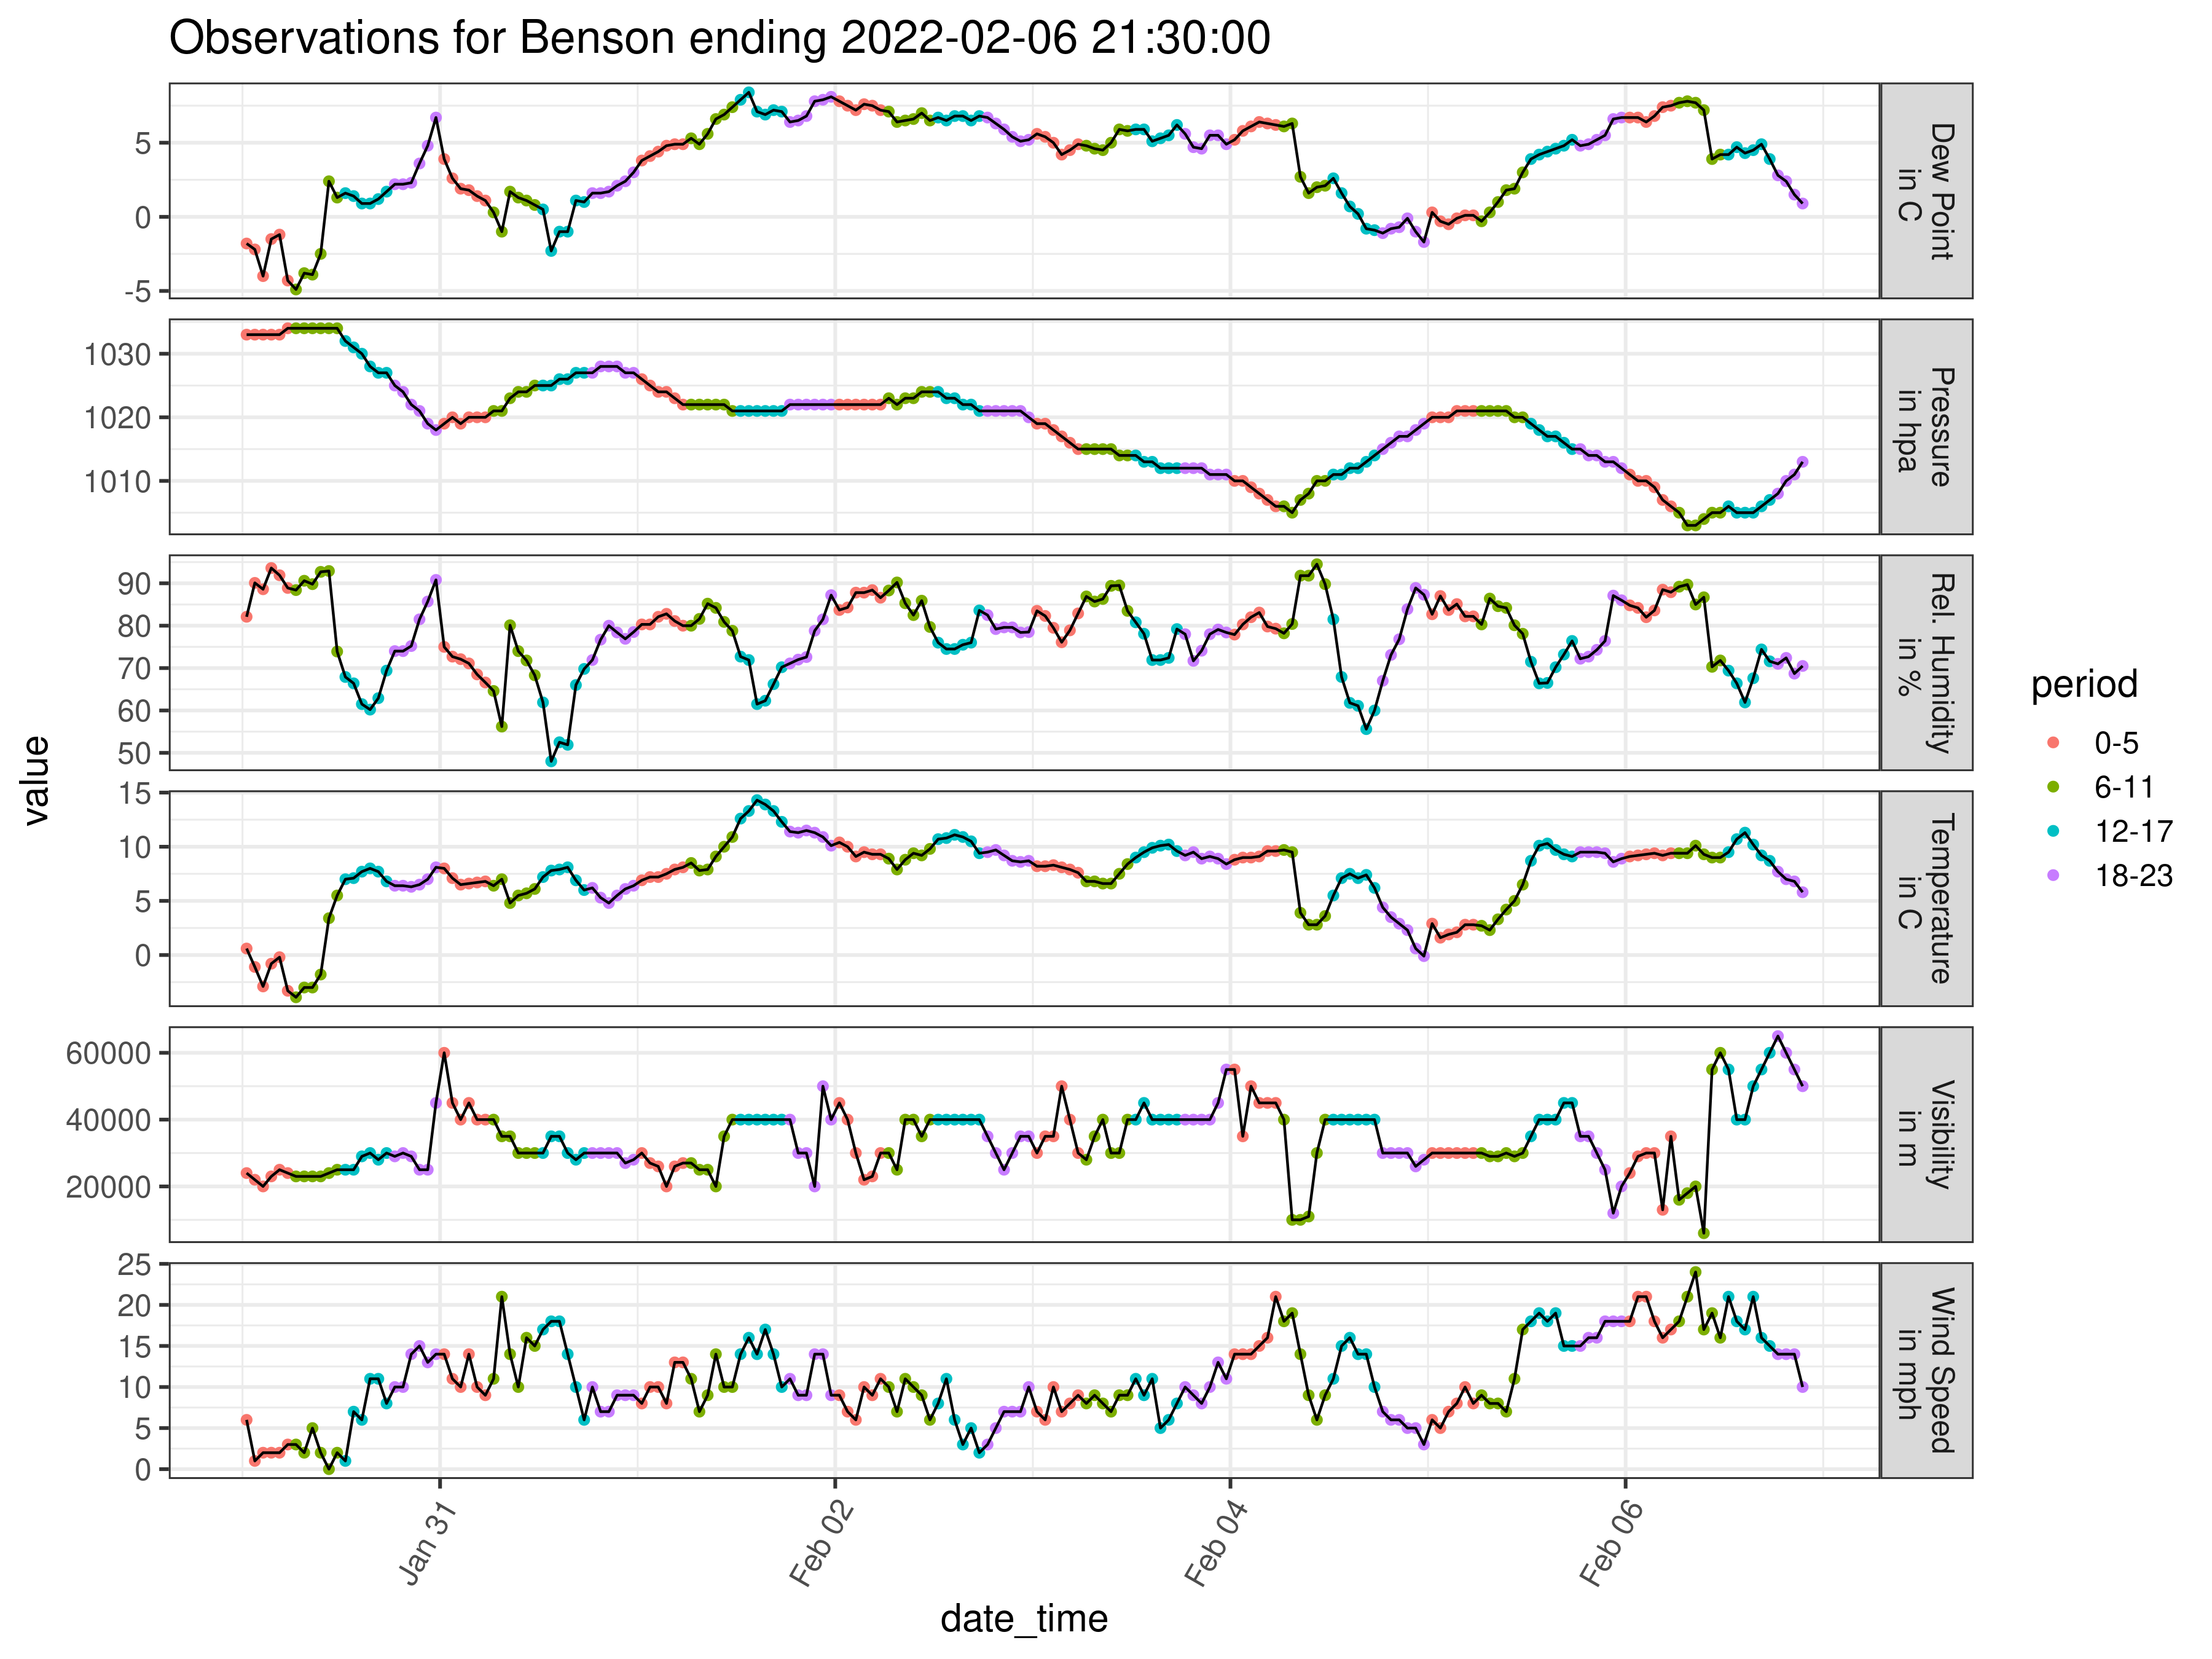 Observations for Benson ending 2022-02-06 21:30:00
value
5
0
-5
Dew Point
in C
1030
1020
1010
Pressure
in hpa
90
80
70
60
50
Rel. Humidity
in %
15
10
5
0
Temperature
in C
60000
40000
20000
Visibility
in m
25
20
15
10
5
0
Wind Speed
in mph
Jan 31
Feb 02
Feb 04
Feb 06
date_time
period
0-5
6-11
12-17
18-23